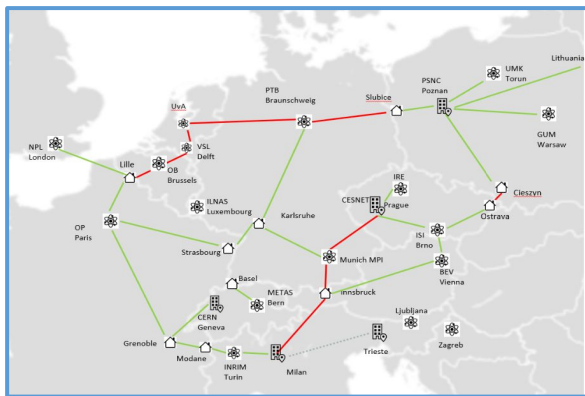 UMK
Torun
Lithuania
PSNC
Poznan
PTB
Braunschweig
Slubice
UvA
GUM
Warsaw
VSL
Delft
NPL
London
Lille
OB
Brussels
IRE
CESNET
Prague
Cieszyn
ILNAS
Luxembourg
Karlsruhe
Ostrava
OP
Paris
ISI
Brno
Strasbourg
Munich MPI
BEV
Vienna
Basel
METAS
Bern
Innsbruck
CERN
Geneva
Ljubljana
Zagreb
Grenoble
Modane
INRIM
Turin
Milan
Trieste